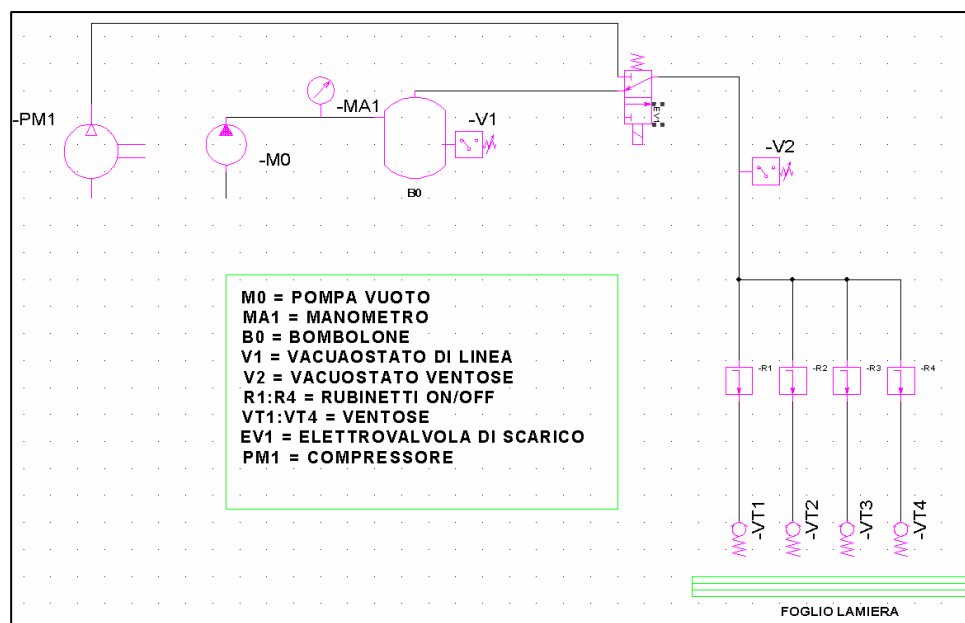 -PM1
-M0
-MA1
-V1
B0
EV1
-V2
M0 = POMPA VUOTO
MA1 = MANOMETRO
B0 = BOMBOLONE
V1 = VACUAOSTATO DI LINEA
V2 = VACUOSTATO VENTOSE
R1:R4 = RUBINETTI ON/OFF
VT1:VT4 = VENTOSE
EV1 = ELETTROVALVOLA DI SCARICO
PM1 = COMPRESSORE
-R1
-R2
-R3
-R4
-VT1
-VT2
-VT3
-VT4
FOGLIO LAMIERA